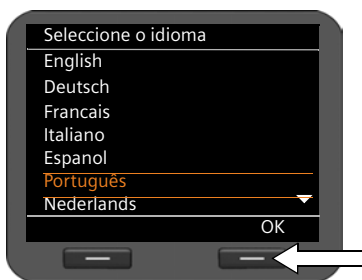 Seleccione o idioma
English
Deutsch
Francais
Italiano
Espanol
Português
Nederlands
OK